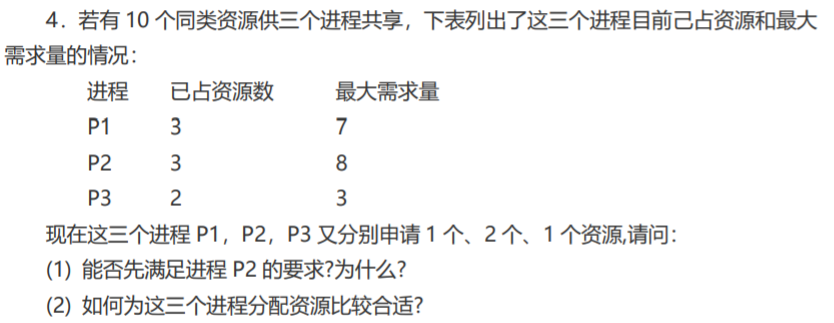 4．若有 10 个同类资源供三个进程共享，下表列出了这三个进程目前己占资源和最大
需求量的情况：
进程 已占资源数 最大需求量
P1 3 7
P2 3 8
P3 2 3
现在这三个进程 P1，P2，P3 又分别申请 1 个、2 个、1 个资源,请问：
(1) 能否先满足进程 P2 的要求?为什么?
(2) 如何为这三个进程分配资源比较合适?